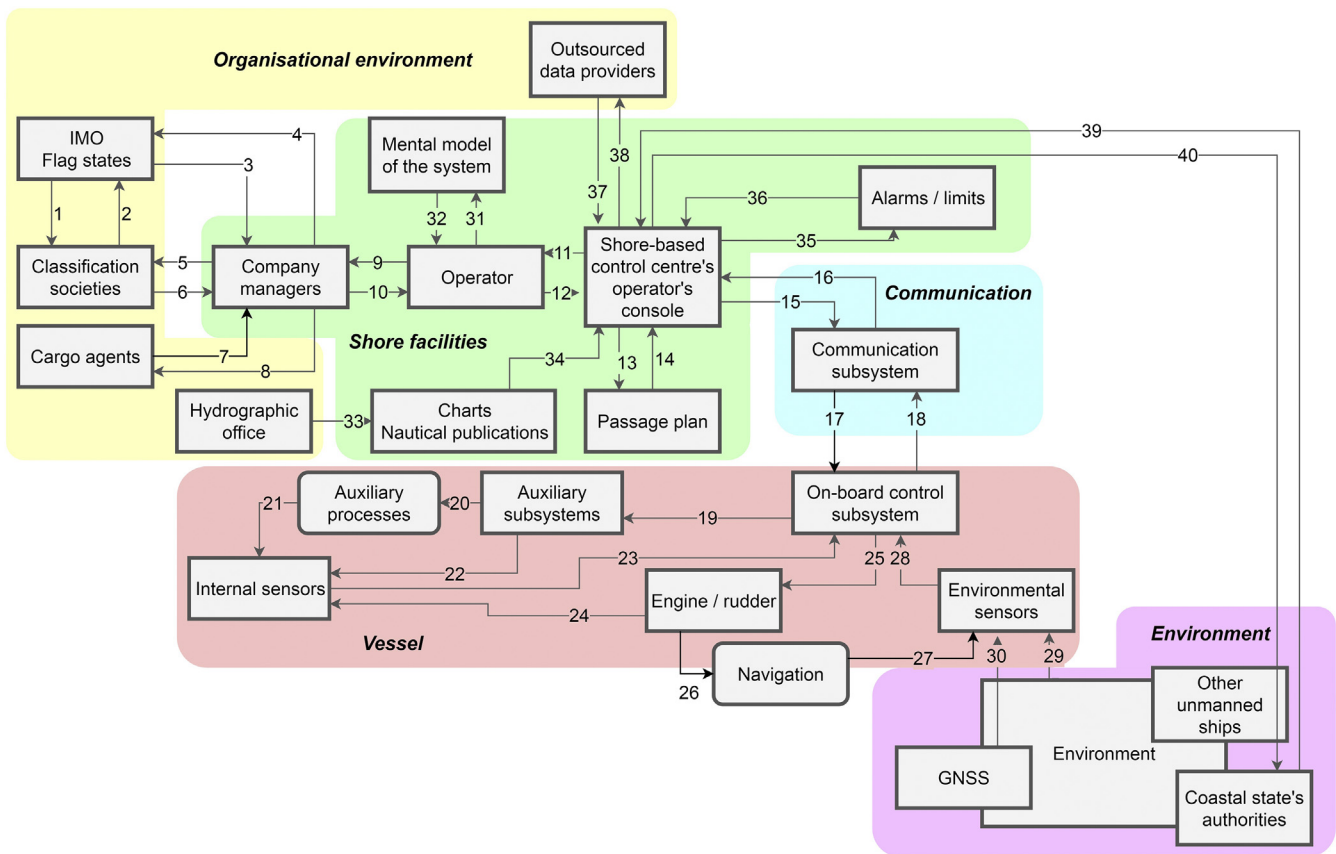 Organisational environment
Outsourced
data providers
IMO
Flag states
4
3
Mental model
of the system
38
37
39
40
36
Alarms / limits
1
2
32
31
35
Classification
societies
5
6
Company
managers
9
10
Operator
11
12
Shore-based
control centre's
operator's
console
16
15
Communication
Cargo agents
7
8
Shore facilities
34
13
14
Communication
subsystem
Hydrographic
office
33
Charts
Nautical publications
Passage plan
17
18
21
Auxiliary
processes
20
Auxiliary
subsystems
19
On-board control
subsystem
Internal sensors
22
23
24
25
28
Engine / rudder
Environmental
sensors
Vessel
26
Navigation
27
30
29
Environment
Other
unmanned
ships
Environment
GNSS
Coastal state's
authorities